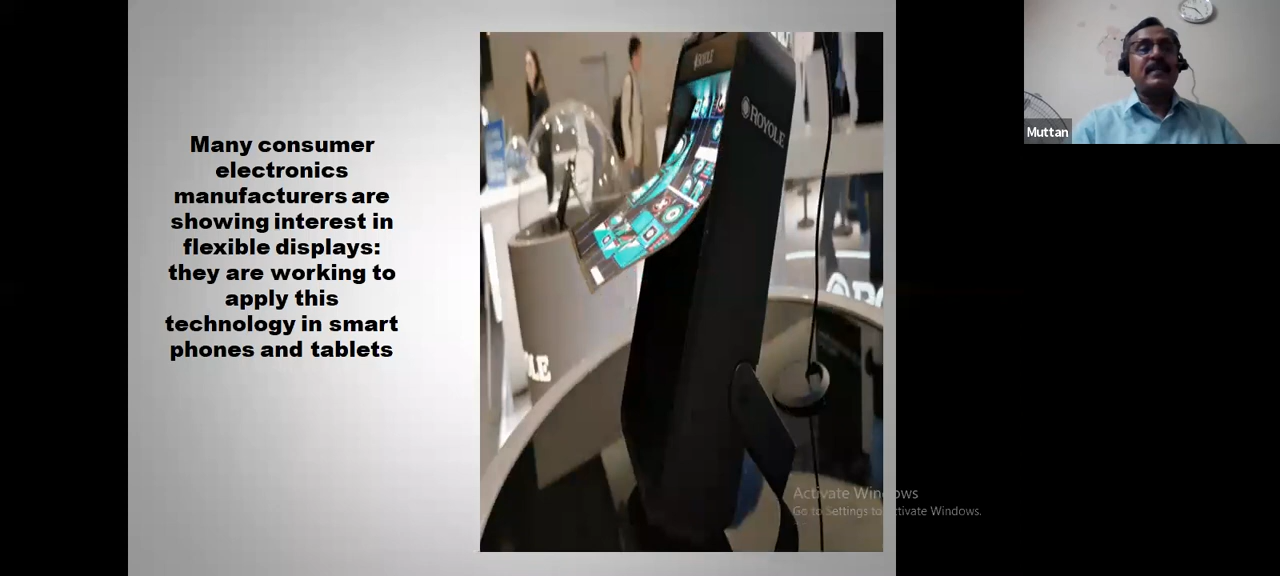 Many consumer
electronics
manufacturers are
showing interest in
flexible displays:
they are working to
apply this
technology in smart
phones and tablets
ROYOLE
ROYOLE
Muttan
Activate Windows
Go to Settings to activate Windows.